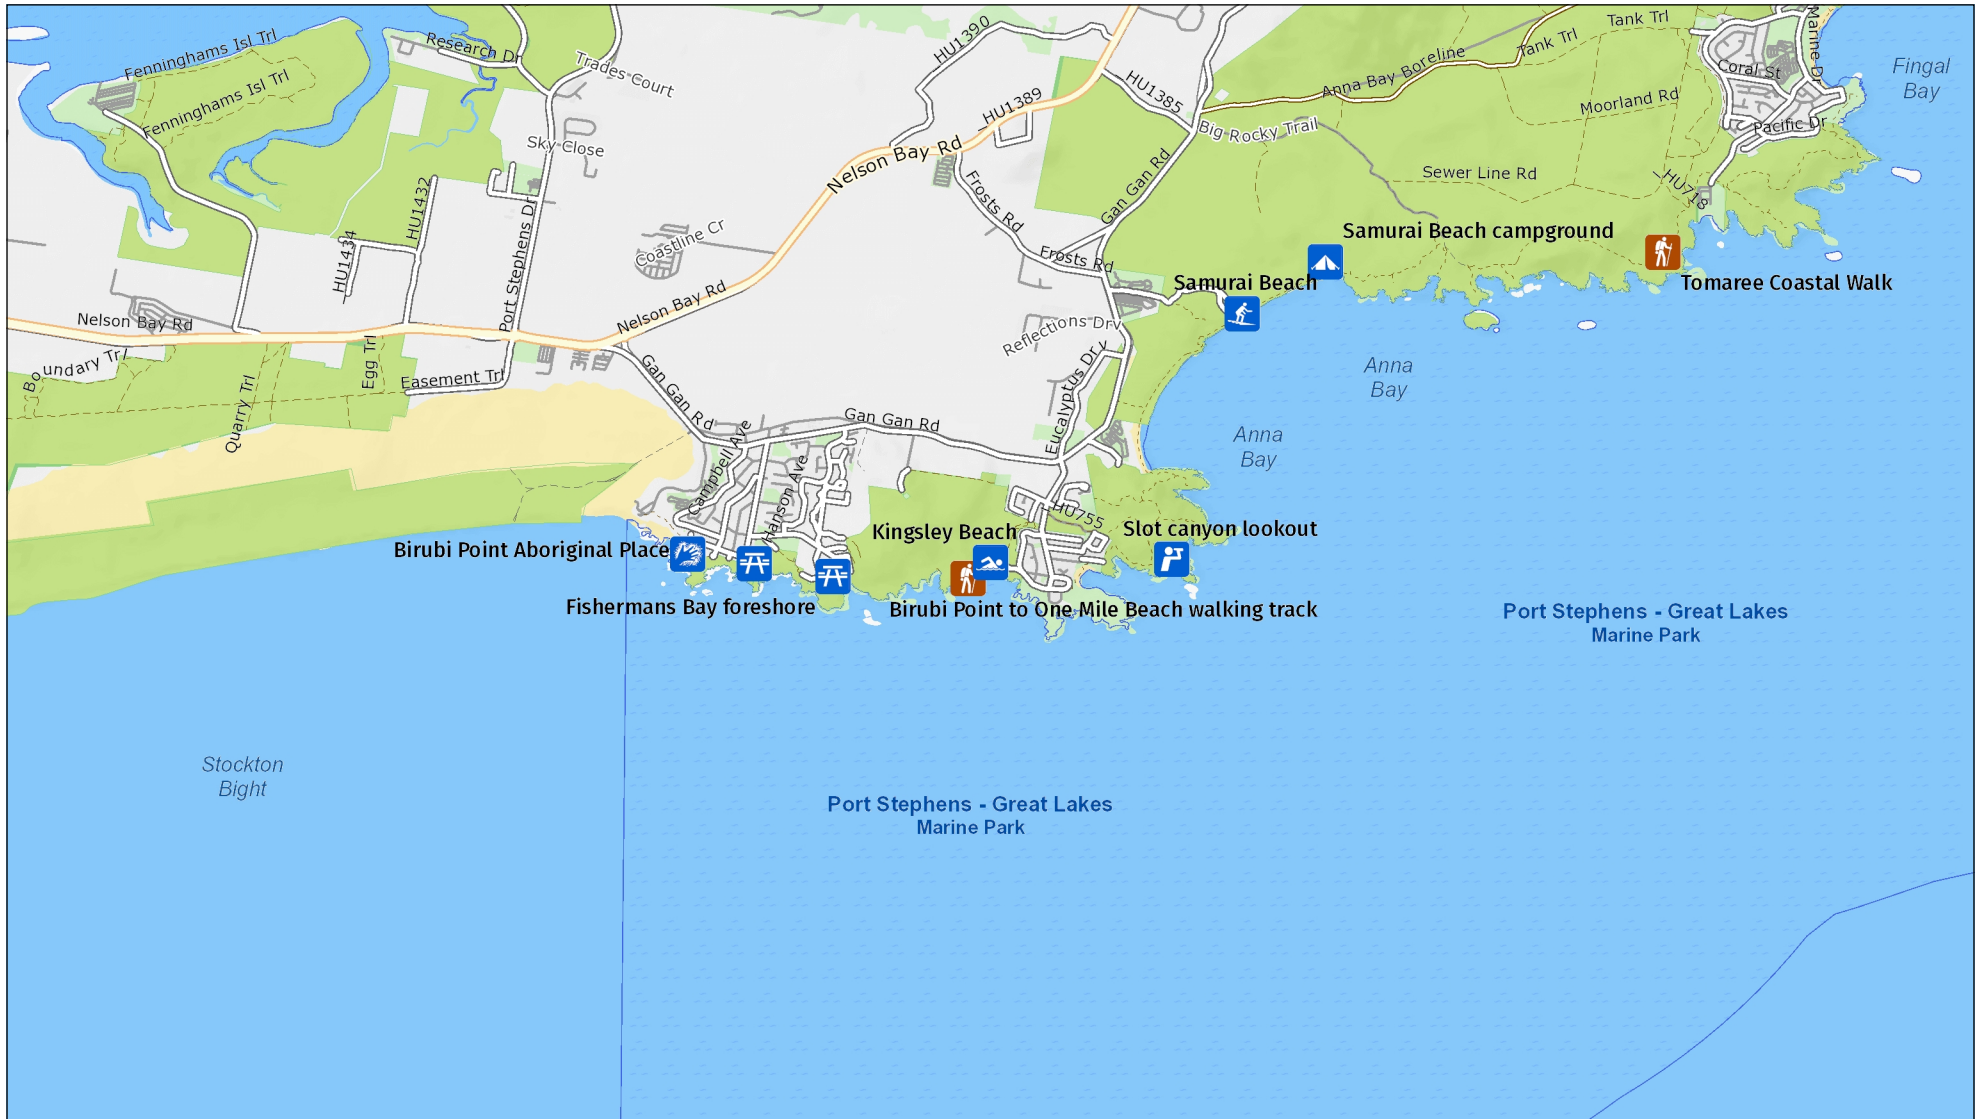 Fenninghams Isl Trl
Fenninghams Isl Trl
Research Dr
Trades Court
HU1390
HU1389
HU1385
Anna Bay Boreline
Tank Trl
Tank Trl
Marine Dr
Coral St
Moorland Rd
Pacific Dr
Fingal
Bay
Sky Close
Nelson Bay Rd
Big Rocky Trail
Sewer Line Rd
HU718
HU1432
HU1434
Port Stephens Dr
Coastline Cr
Frosts Rd
Gan Rd
Frosts Rd
Samurai Beach campground
Samurai Beach
Tomaree Coastal Walk
Nelson Bay Rd
Nelson Bay Rd
Reflections Drv
Boundary Trl
Quarry Trl
Egg Trl
Easement Trl
Gan Gan Rd
Gan Gan Rd
Eucalyptus Drv
Anna
Bay
Anna
Bay
Campbell Ave
Hanson Ave
HU755
Kingsley Beach
Slot canyon lookout
Birubi Point Aboriginal Place
Fishermans Bay foreshore
Birubi Point to One Mile Beach walking track
Port Stephens - Great Lakes
Marine Park
Stockton
Bight
Port Stephens - Great Lakes
Marine Park